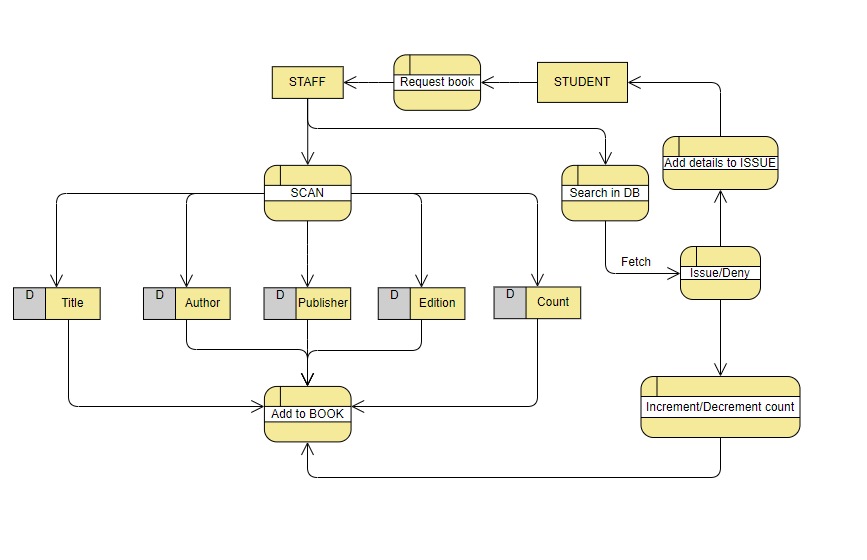 STAFF
Request book
STUDENT
Add details to ISSUE
SCAN
Search in DB
Fetch
Issue/Deny
D Title
D Author
D Publisher
D Edition
D Count
Add to BOOK
Increment/Decrement count